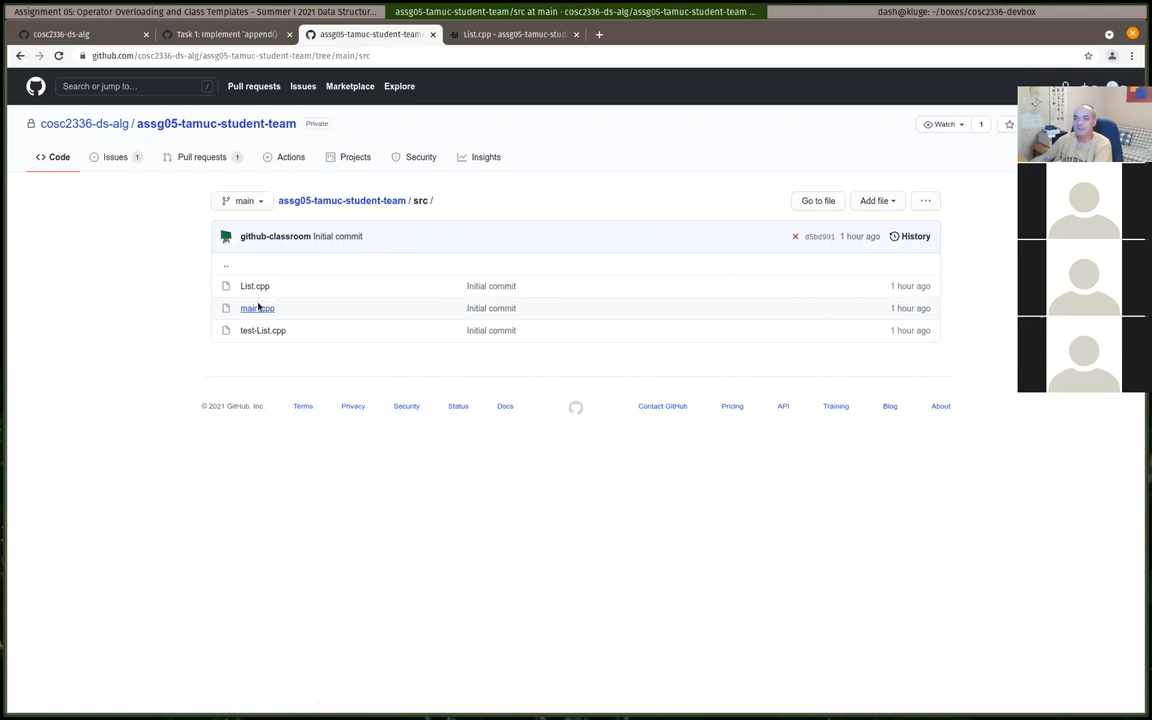 Assignment 05: Operator Overloading and Class Templates - Summer I 2021 Data Structur...
assg05-tamuc-student-team/src at main · cosc2336-ds-alg/assg05-tamuc-student-team ...
dash@kluge: ~/boxes/cosc2336-devbox
cosc2336-ds-alg
Task 1: Implement `append()
assg05-tamuc-student-team
List.cpp - assg05-tamuc-stud
github.com/cosc2336-ds-alg/assg05-tamuc-student-team/tree/main/src
Search or jump to...
/
Pull requests
Issues
Marketplace
Explore
cosc2336-ds-alg / assg05-tamuc-student-team
Private
Watch
1
Code
Issues 1
Pull requests 1
Actions
Projects
Security
Insights
main
assg05-tamuc-student-team / src /
Go to file
Add file
...
github-classroom Initial commit
d5bd991 1 hour ago
History
..
List.cpp Initial commit 1 hour ago
main.cpp Initial commit 1 hour ago
test-List.cpp Initial commit 1 hour ago
© 2021 GitHub, Inc.
Terms
Privacy
Security
Status
Docs
Contact GitHub
Pricing
API
Training
Blog
About